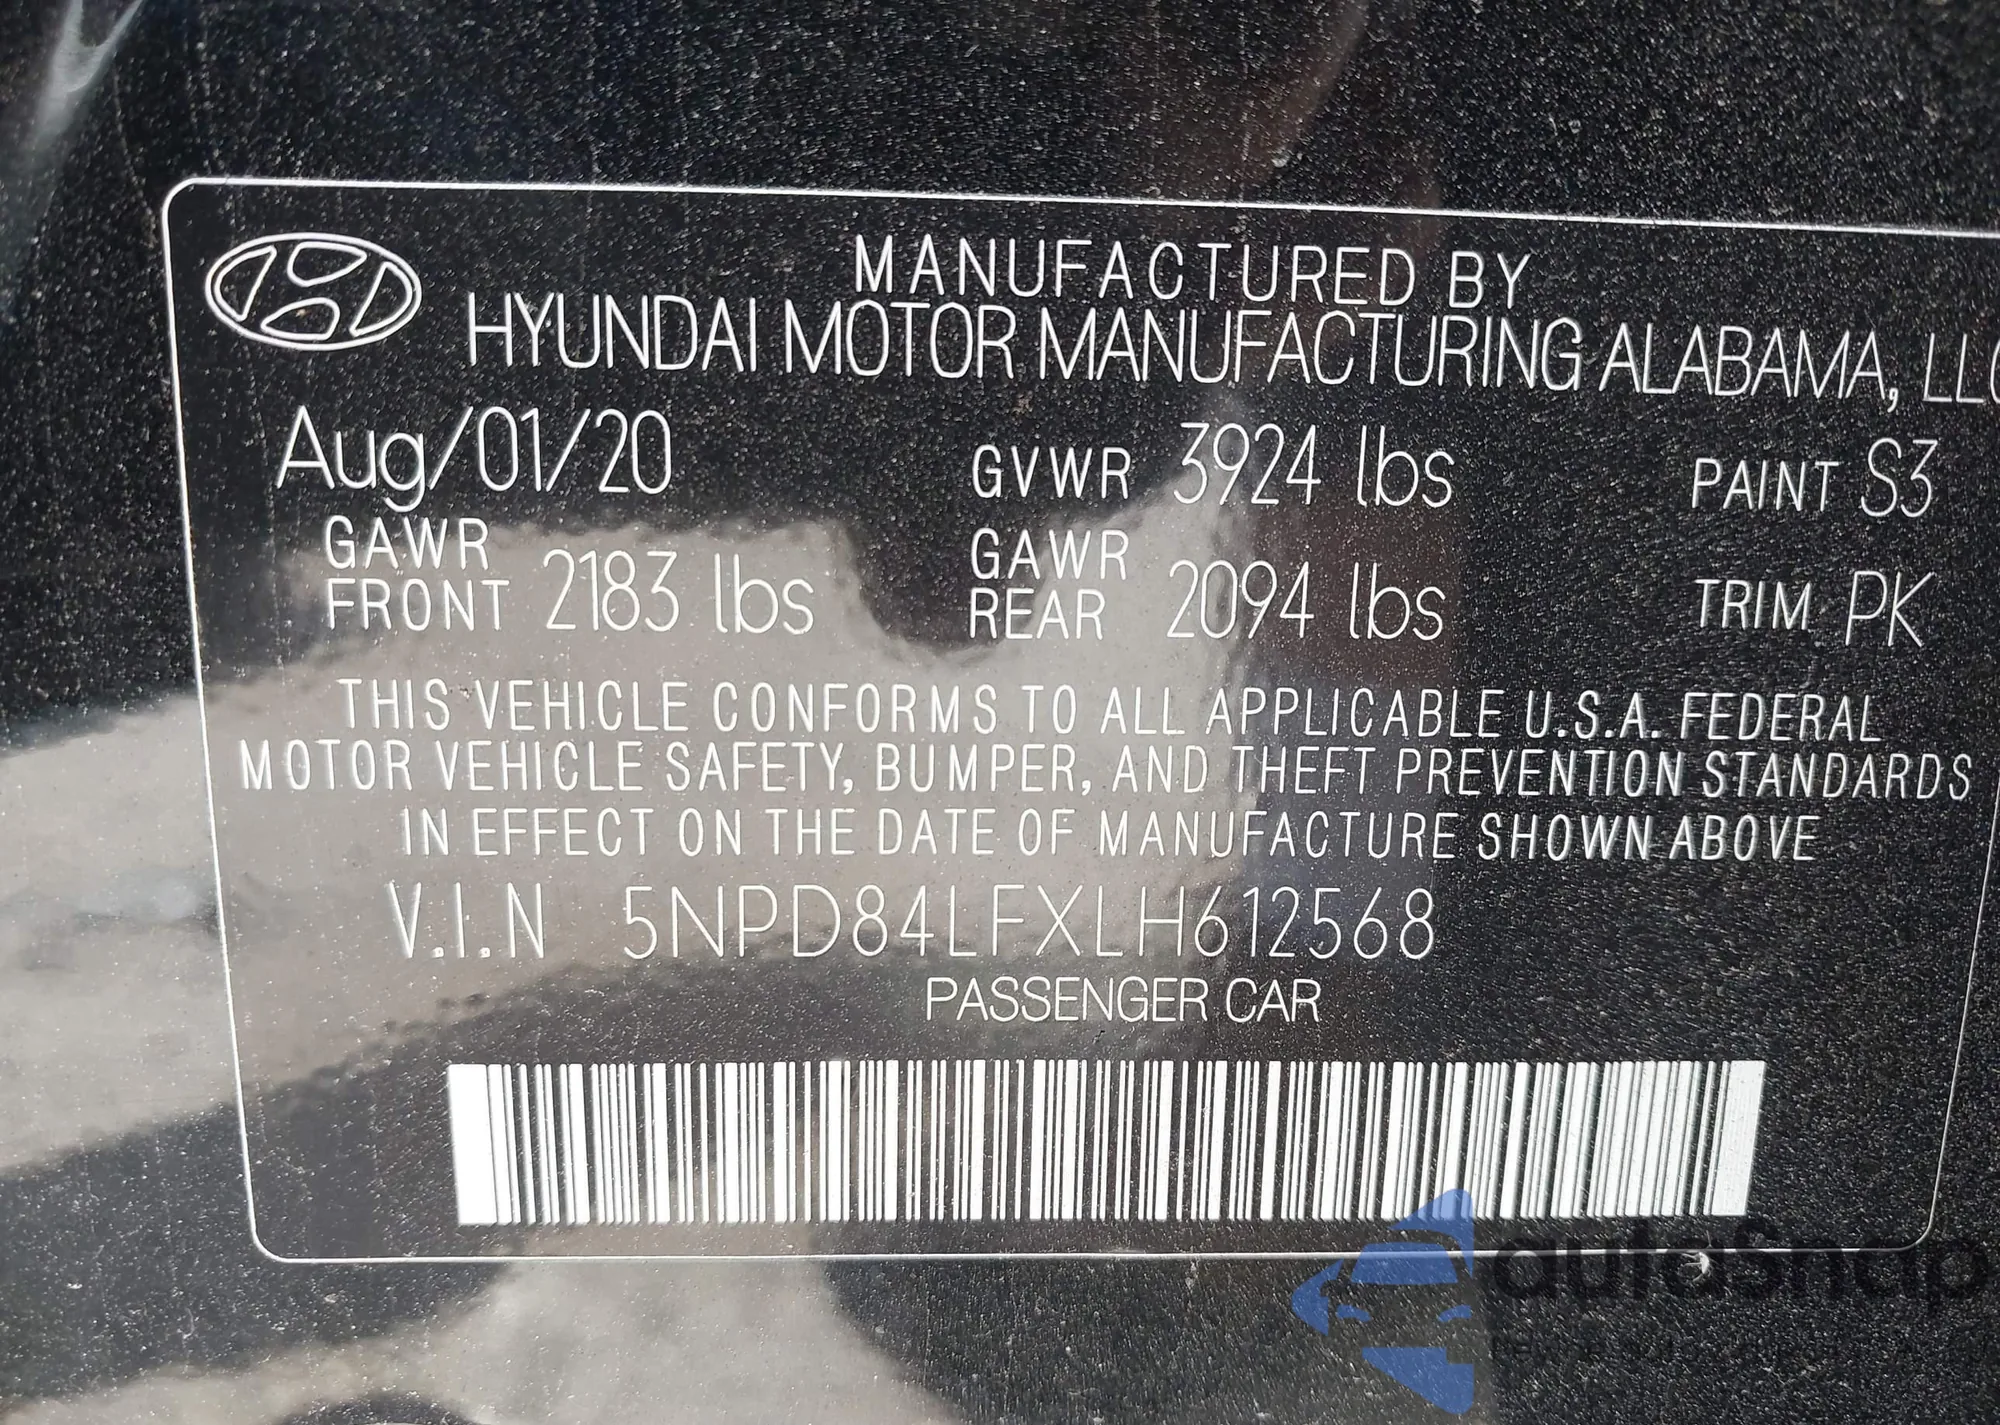 MANUFACTURED BY
HYUNDAI MOTOR MANUFACTURING ALABAMA, LLC
Aug/01/20 GVWR 3924 lbs PAINT S3
GAWR FRONT 2183 lbs GAWR REAR 2094 lbs TRIM PK
THIS VEHICLE CONFORMS TO ALL APPLICABLE U.S.A. FEDERAL
MOTOR VEHICLE SAFETY, BUMPER, AND THEFT PREVENTION STANDARDS
IN EFFECT ON THE DATE OF MANUFACTURE SHOWN ABOVE
V.I.N 5NPD84LFXLH612568
PASSENGER CAR
autoSnap